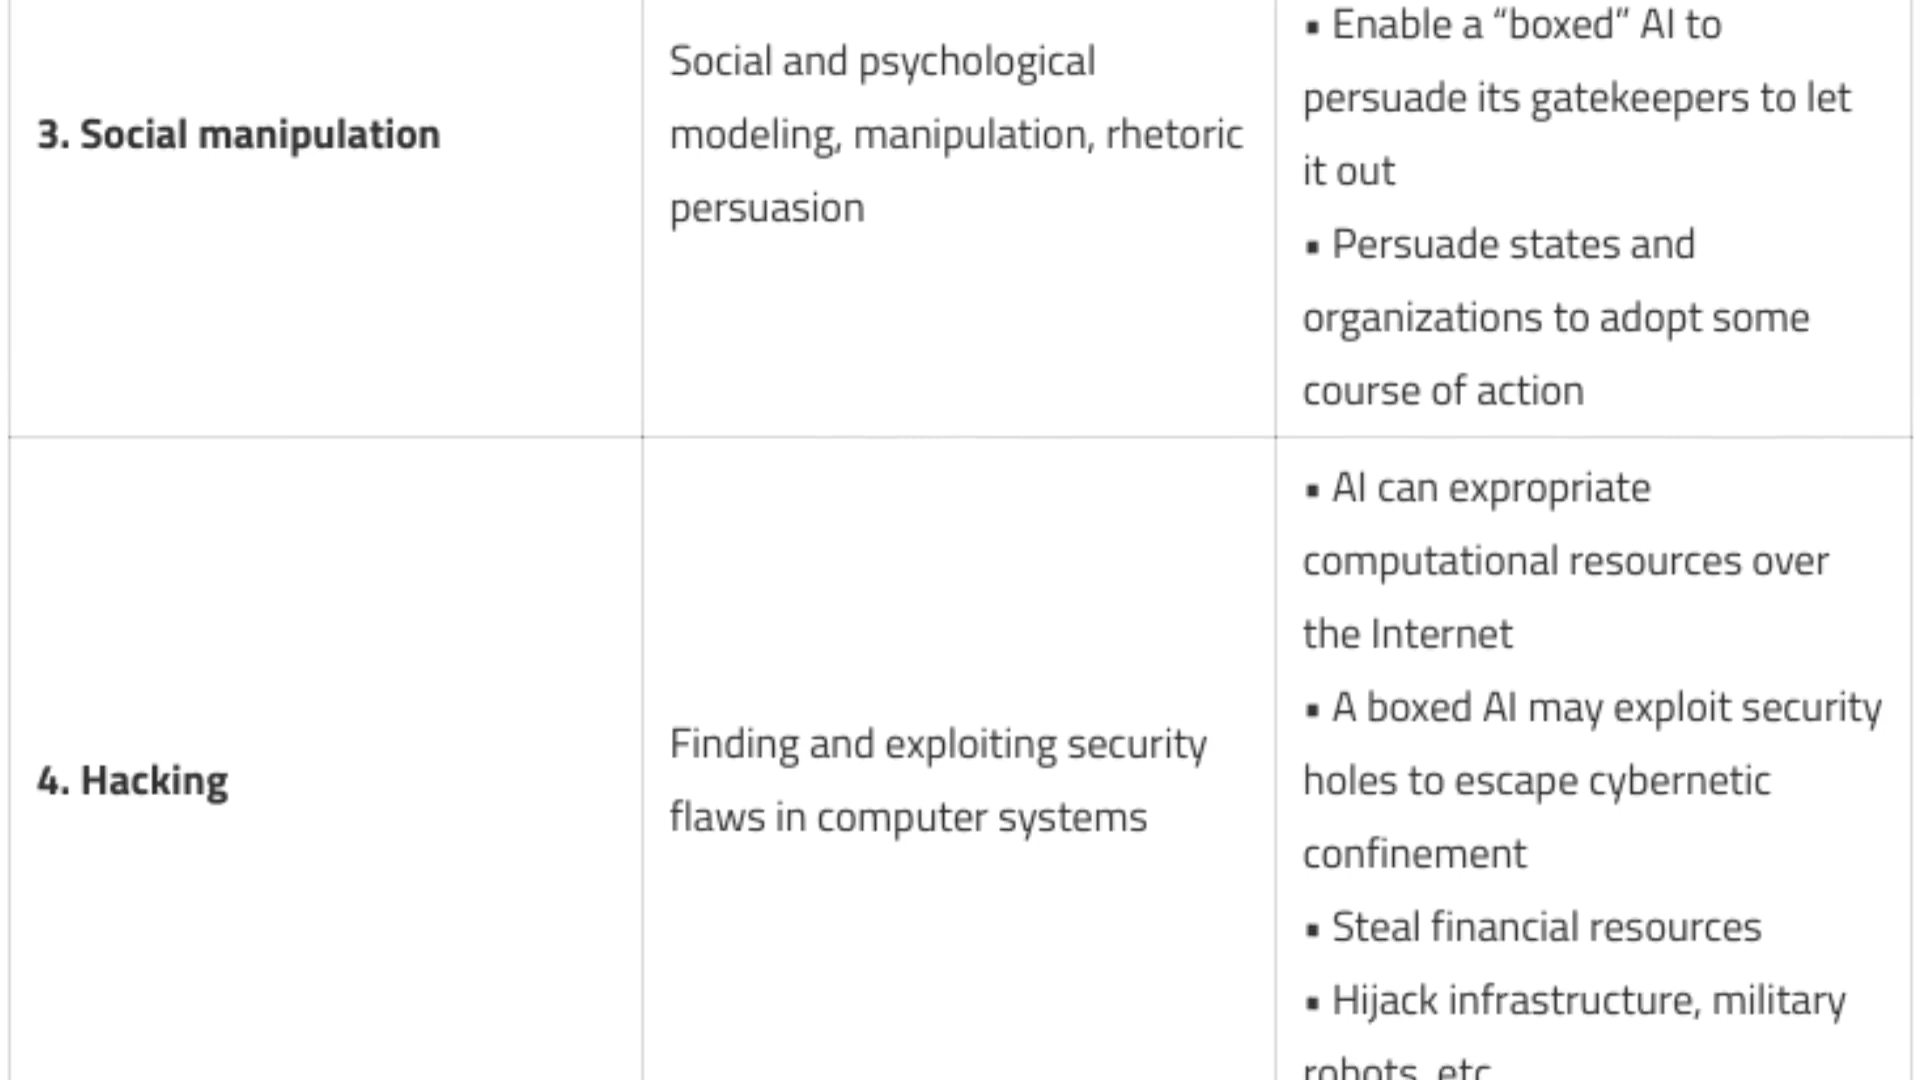 3. Social manipulation
Social and psychological
modeling, manipulation, rhetoric
persuasion
▪ Enable a “boxed” AI to
persuade its gatekeepers to let
it out
▪ Persuade states and
organizations to adopt some
course of action
4. Hacking
Finding and exploiting security
flaws in computer systems
▪ AI can expropriate
computational resources over
the Internet
▪ A boxed AI may exploit security
holes to escape cybernetic
confinement
▪ Steal financial resources
▪ Hijack infrastructure, military
robots, etc